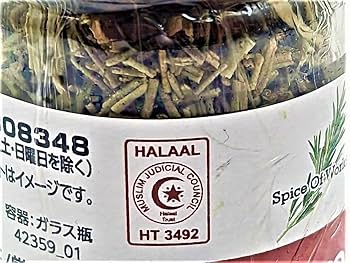 08348
土・日曜日を除く)
はイメージです。
容器:ガラス瓶
42359_01
HALAAL
MUSLIM JUDICIAL COUNCIL
Halaal
Trust
HT 3492
Spice Of World